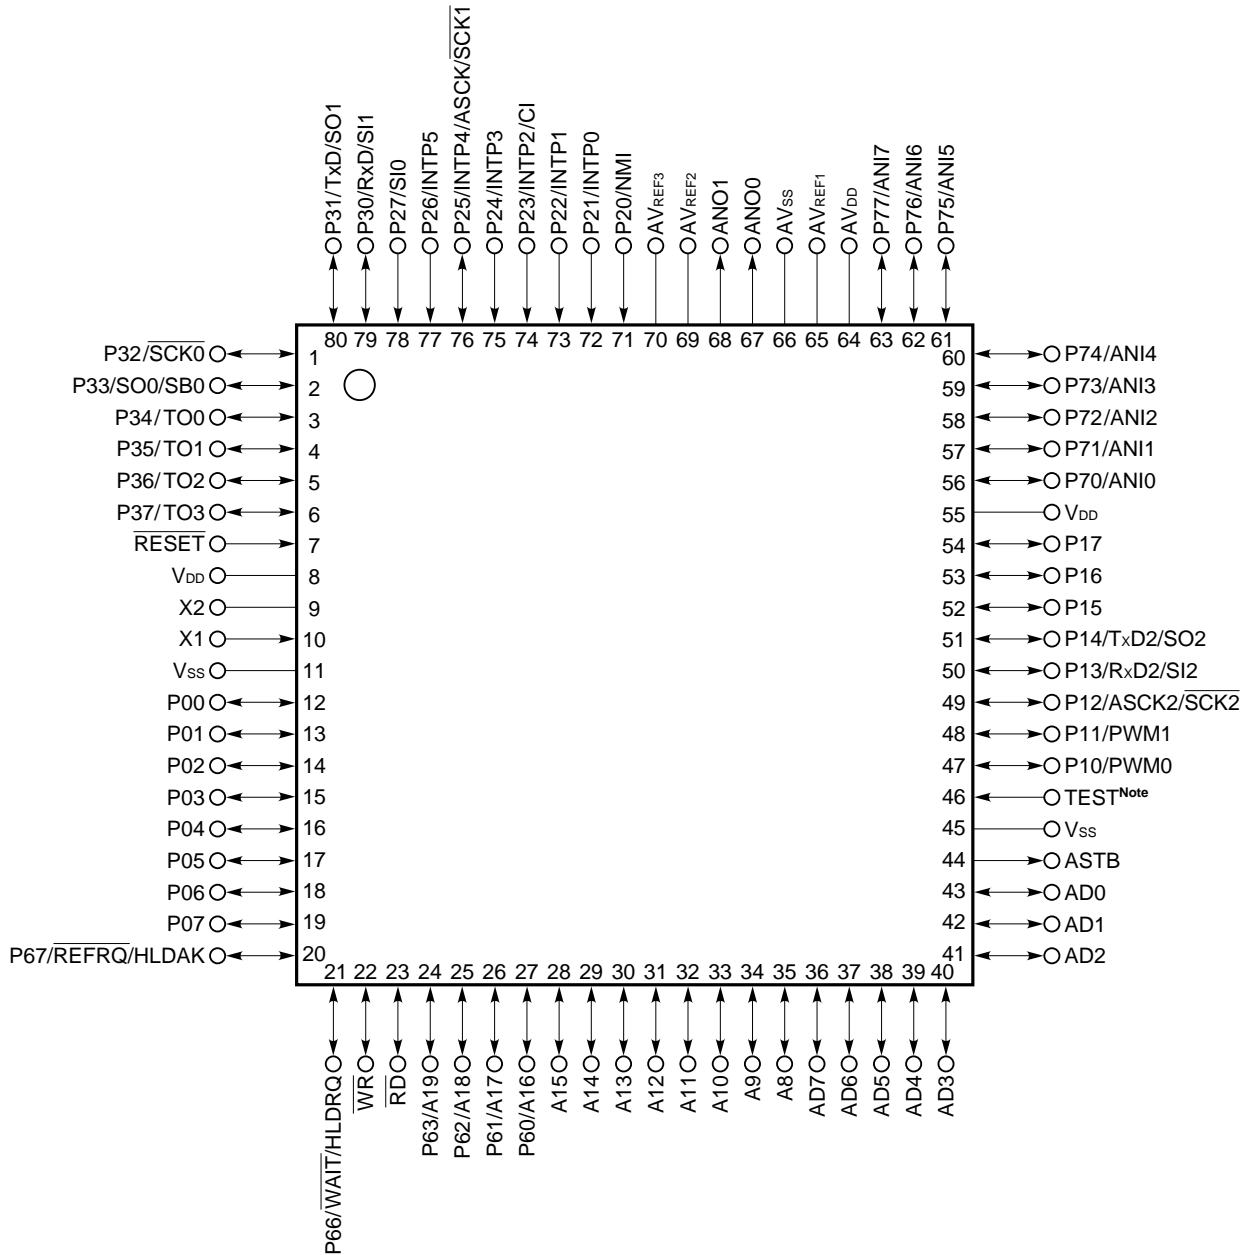 P31/TxD/SO1
P30/RxD/SI1
P27/SI0
P26/INTP5
P25/INTP4/ASCK/SCK1
P24/INTP3
P23/INTP2/CI
P22/INTP1
P21/INTP0
P20/NMI
AVREF3
AVREF2
ANO1
ANO0
AVSS
AVREF1
AVDD
P77/ANI7
P76/ANI6
P75/ANI5
80 79 78 77 76 75 74 73 72 71 70 69 68 67 66 65 64 63 62 61
P32/SCK0 1
P33/SO0/SB0 2
P34/TO0 3
P35/TO1 4
P36/TO2 5
P37/TO3 6
RESET 7
VDD 8
X2 9
X1 10
VSS 11
P00 12
P01 13
P02 14
P03 15
P04 16
P05 17
P06 18
P07 19
P67/REFRQ/HLDAK 20
60 P74/ANI4
59 P73/ANI3
58 P72/ANI2
57 P71/ANI1
56 P70/ANI0
55 VDD
54 P17
53 P16
52 P15
51 P14/TxD2/SO2
50 P13/RxD2/SI2
49 P12/ASCK2/SCK2
48 P11/PWM1
47 P10/PWM0
46 TESTNote
45 VSS
44 ASTB
43 AD0
42 AD1
41 AD2
21 22 23 24 25 26 27 28 29 30 31 32 33 34 35 36 37 38 39 40
P66/WAIT/HLDRQ
WR
RD
P63/A19
P62/A18
P61/A17
P60/A16
A15
A14
A13
A12
A11
A10
A9
A8
AD7
AD6
AD5
AD4
AD3